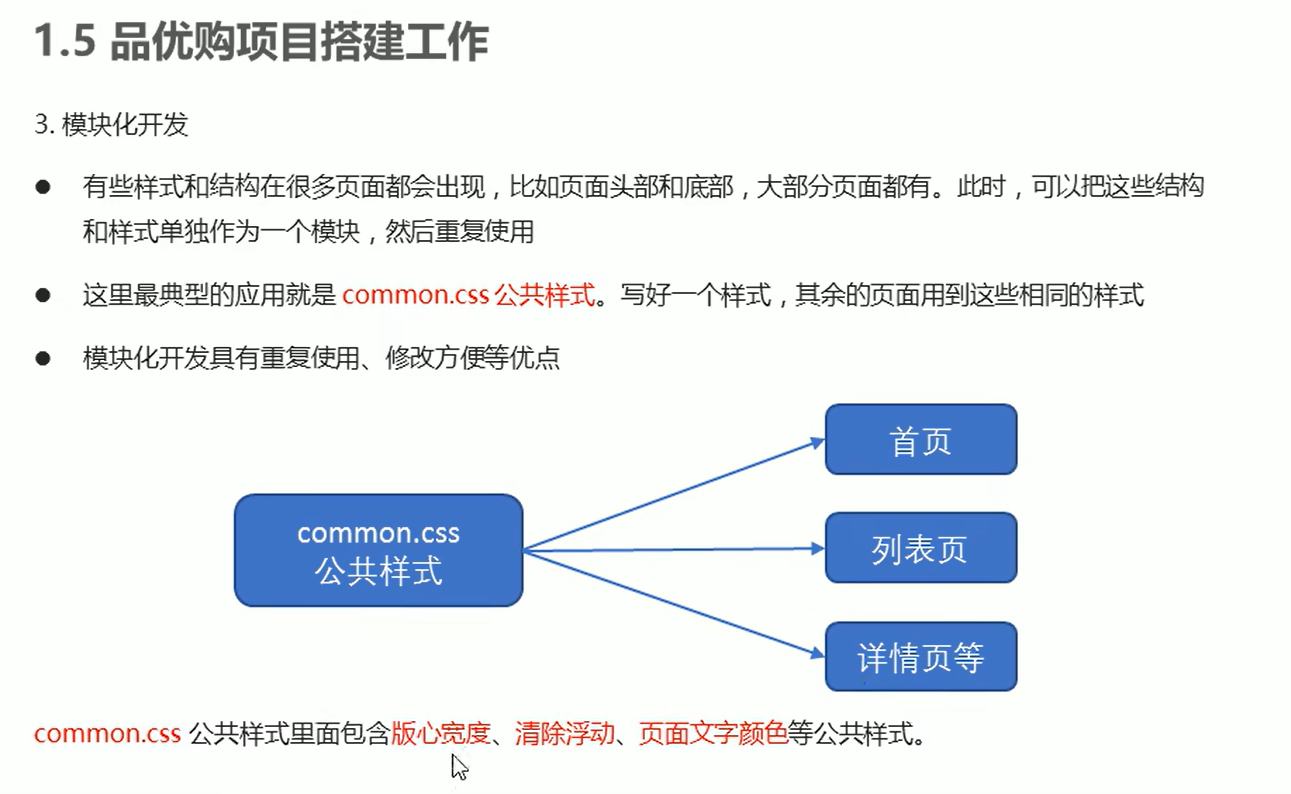 1.5 品优购项目搭建工作
3. 模块化开发
● 有些样式和结构在很多页面都会出现，比如页面头部和底部，大部分页面都有。此时，可以把这些结构
和样式单独作为一个模块，然后重复使用
● 这里最典型的应用就是 common.css 公共样式。写好一个样式，其余的页面用到这些相同的样式
● 模块化开发具有重复使用、修改方便等优点
首页
common.css
公共样式
列表页
详情页等
common.css 公共样式里面包含版心宽度、清除浮动、页面文字颜色等公共样式。